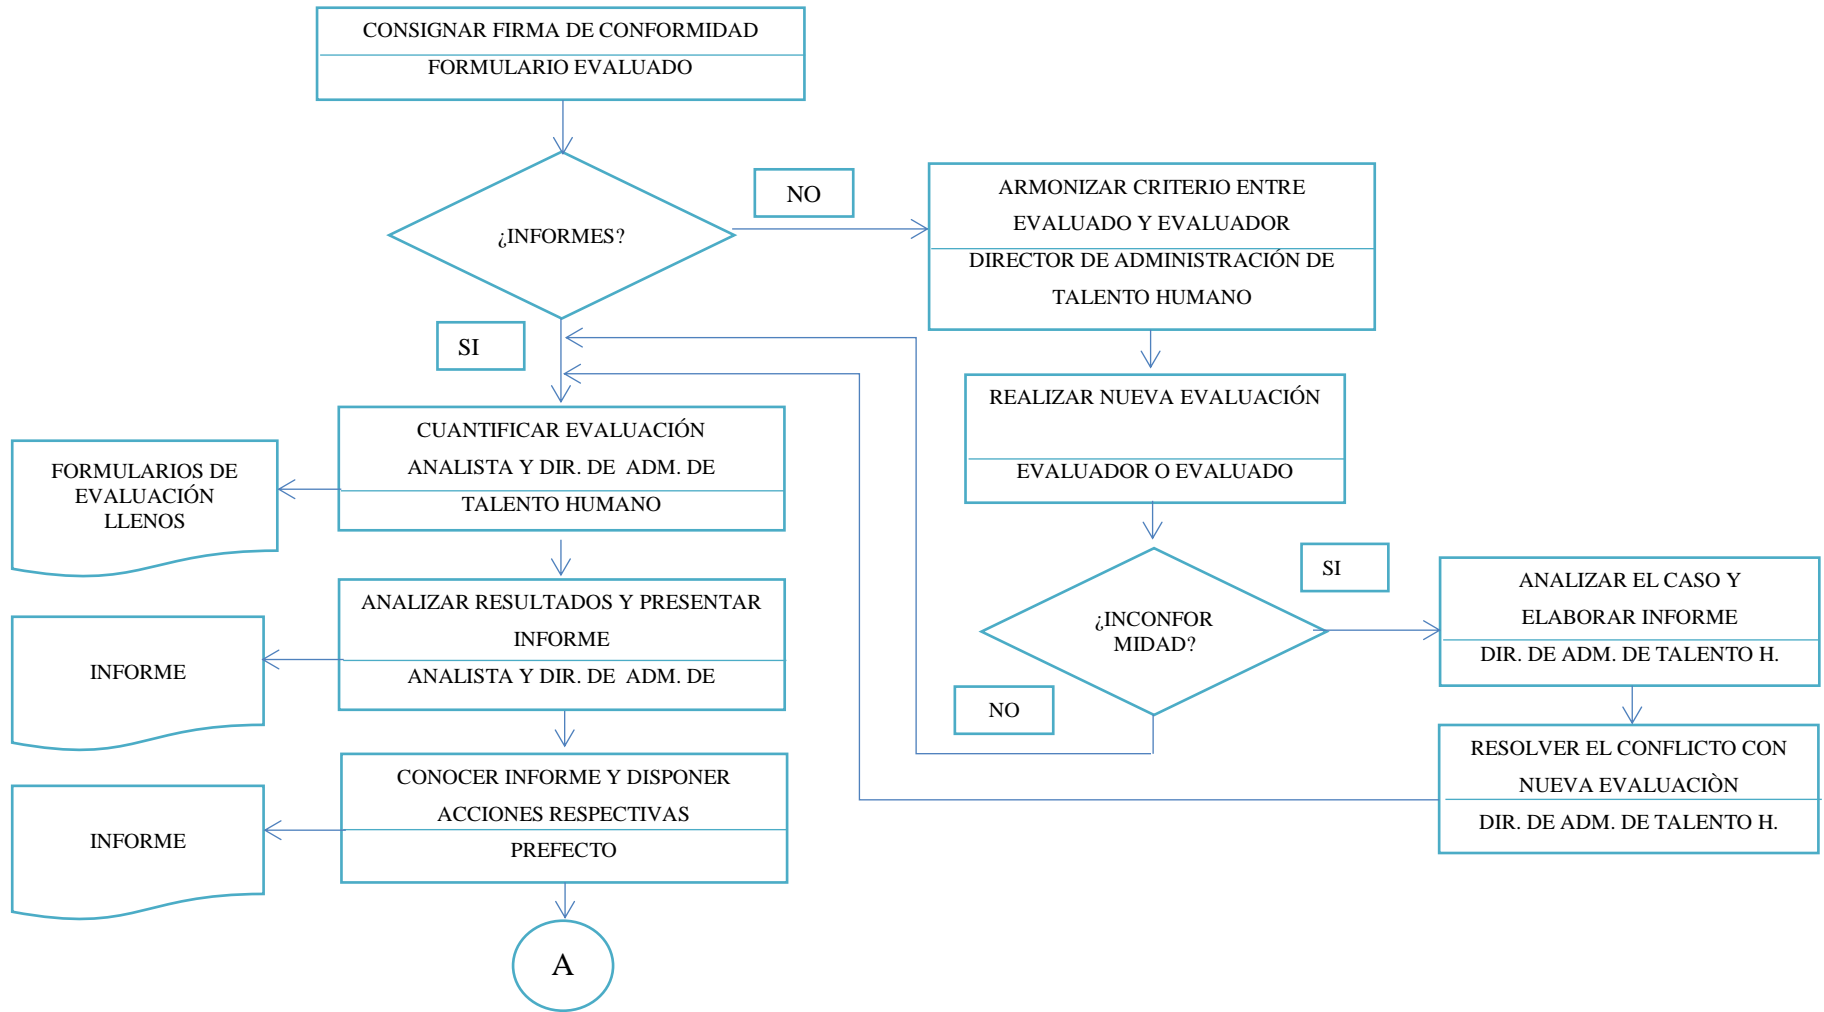 CONSIGNAR FIRMA DE CONFORMIDAD
FORMULARIO EVALUADO
¿INFORMES?
NO
ARMONIZAR CRITERIO ENTRE
EVALUADO Y EVALUADOR
DIRECTOR DE ADMINISTRACIÓN DE
TALENTO HUMANO
SI
REALIZAR NUEVA EVALUACIÓN
EVALUADOR O EVALUADO
CUANTIFICAR EVALUACIÓN
ANALISTA Y DIR. DE ADM. DE
TALENTO HUMANO
FORMULARIOS DE
EVALUACIÓN
LLENOS
¿INCONFOR
MIDAD?
SI
ANALIZAR EL CASO Y
ELABORAR INFORME
DIR. DE ADM. DE TALENTO H.
ANALIZAR RESULTADOS Y PRESENTAR
INFORME
ANALISTA Y DIR. DE ADM. DE
INFORME
NO
RESOLVER EL CONFLICTO CON
NUEVA EVALUACIÒN
DIR. DE ADM. DE TALENTO H.
CONOCER INFORME Y DISPONER
ACCIONES RESPECTIVAS
PREFECTO
INFORME
A